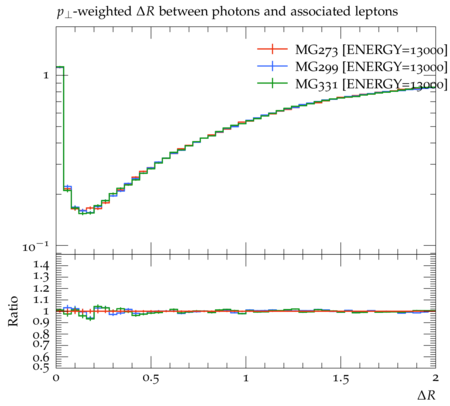 p⊥-weighted ΔR between photons and associated leptons
MG273 [ENERGY=13000]
MG299 [ENERGY=13000]
MG331 [ENERGY=13000]
1
10⁻¹
1.4
1.3
1.2
1.1
1
0.9
0.8
0.7
0.6
0.5
Ratio
0 0.5 1 1.5 2
ΔR